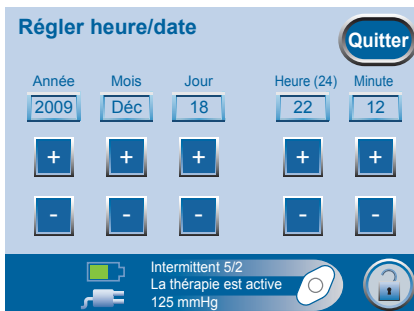 Régler heure/date
Quitter
Année Mois Jour Heure (24) Minute
2009 Déc 18 22 12
+ + + + +
- - - - -
Intermittent 5/2
La thérapie est active
125 mmHg